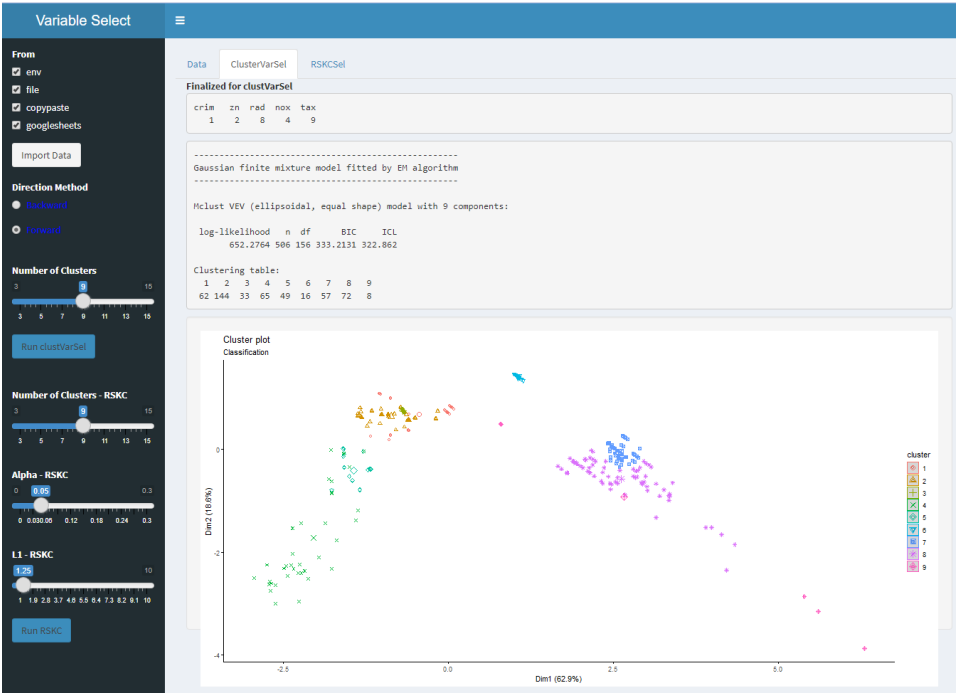 Variable Select
From
env
file
copypaste
googlesheets
Import Data
Direction Method
Backward
Forward
Number of Clusters
3 9 15
3 5 7 9 11 13 15
Run clustVarSel
Number of Clusters - RSKC
3 9 15
3 5 7 9 11 13 15
Alpha - RSKC
0 0.05 0.3
0 0.030.06 0.12 0.18 0.24 0.3
L1 - RSKC
1.25 10
1 1.9 2.8 3.7 4.6 5.5 6.4 7.3 8.2 9.1 10
Run RSKC
Data ClusterVarSel RSKCSel
Finalized for clustVarSel
crim zn rad nox tax
1 2 8 4 9
----------------------------------------------------
Gaussian finite mixture model fitted by EM algorithm
----------------------------------------------------
Mclust VEV (ellipsoidal, equal shape) model with 9 components:
log-likelihood n df BIC ICL
652.2764 506 156 333.2131 322.862
Clustering table:
1 2 3 4 5 6 7 8 9
62 144 33 65 49 16 57 72 8
Cluster plot
Classification
Dim2 (18.6%)
0
-2
-4
-2.5 0.0 2.5 5.0
Dim1 (62.9%)
cluster
1
2
3
4
5
6
7
8
9